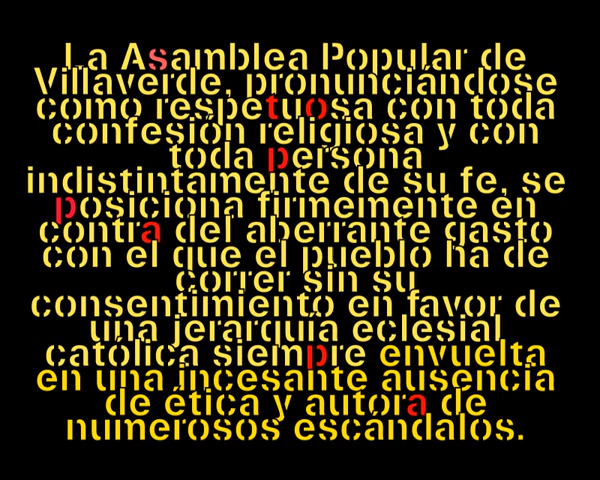 La Asamblea Popular de
Villaverde, pronunciándose
como respetuosa con toda
confesión religiosa y con
toda persona
indistintamente de su fe, se
posiciona firmemente en
contra del aberrante gasto
con el que el pueblo ha de
correr sin su
consentimiento en favor de
una jerarquía eclesial
católica siempre envuelta
en una incesante ausencia
de ética y autora de
numerosos escándalos.